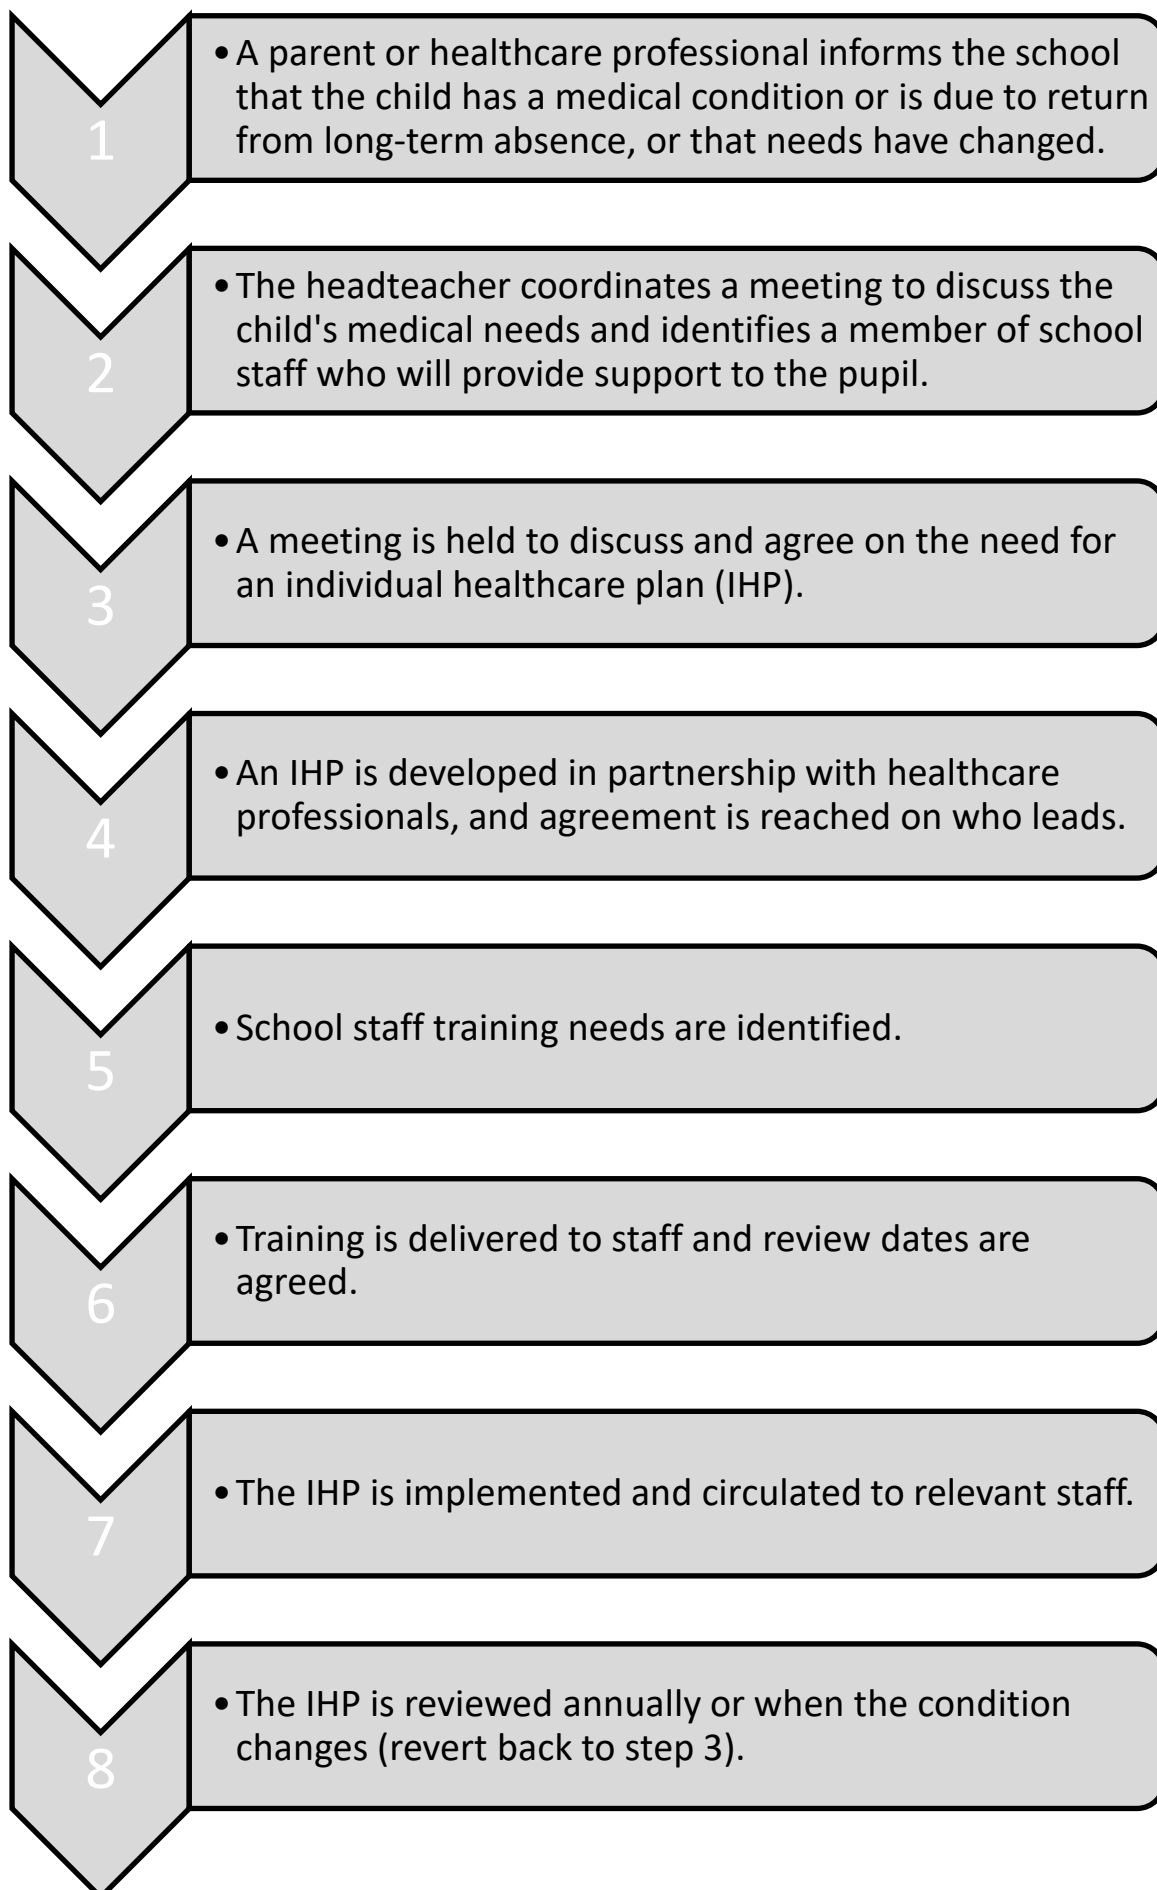 1
• A parent or healthcare professional informs the school
that the child has a medical condition or is due to return
from long-term absence, or that needs have changed.
2
• The headteacher coordinates a meeting to discuss the
child's medical needs and identifies a member of school
staff who will provide support to the pupil.
3
• A meeting is held to discuss and agree on the need for
an individual healthcare plan (IHP).
4
• An IHP is developed in partnership with healthcare
professionals, and agreement is reached on who leads.
5
• School staff training needs are identified.
6
• Training is delivered to staff and review dates are
agreed.
7
• The IHP is implemented and circulated to relevant staff.
8
• The IHP is reviewed annually or when the condition
changes (revert back to step 3).